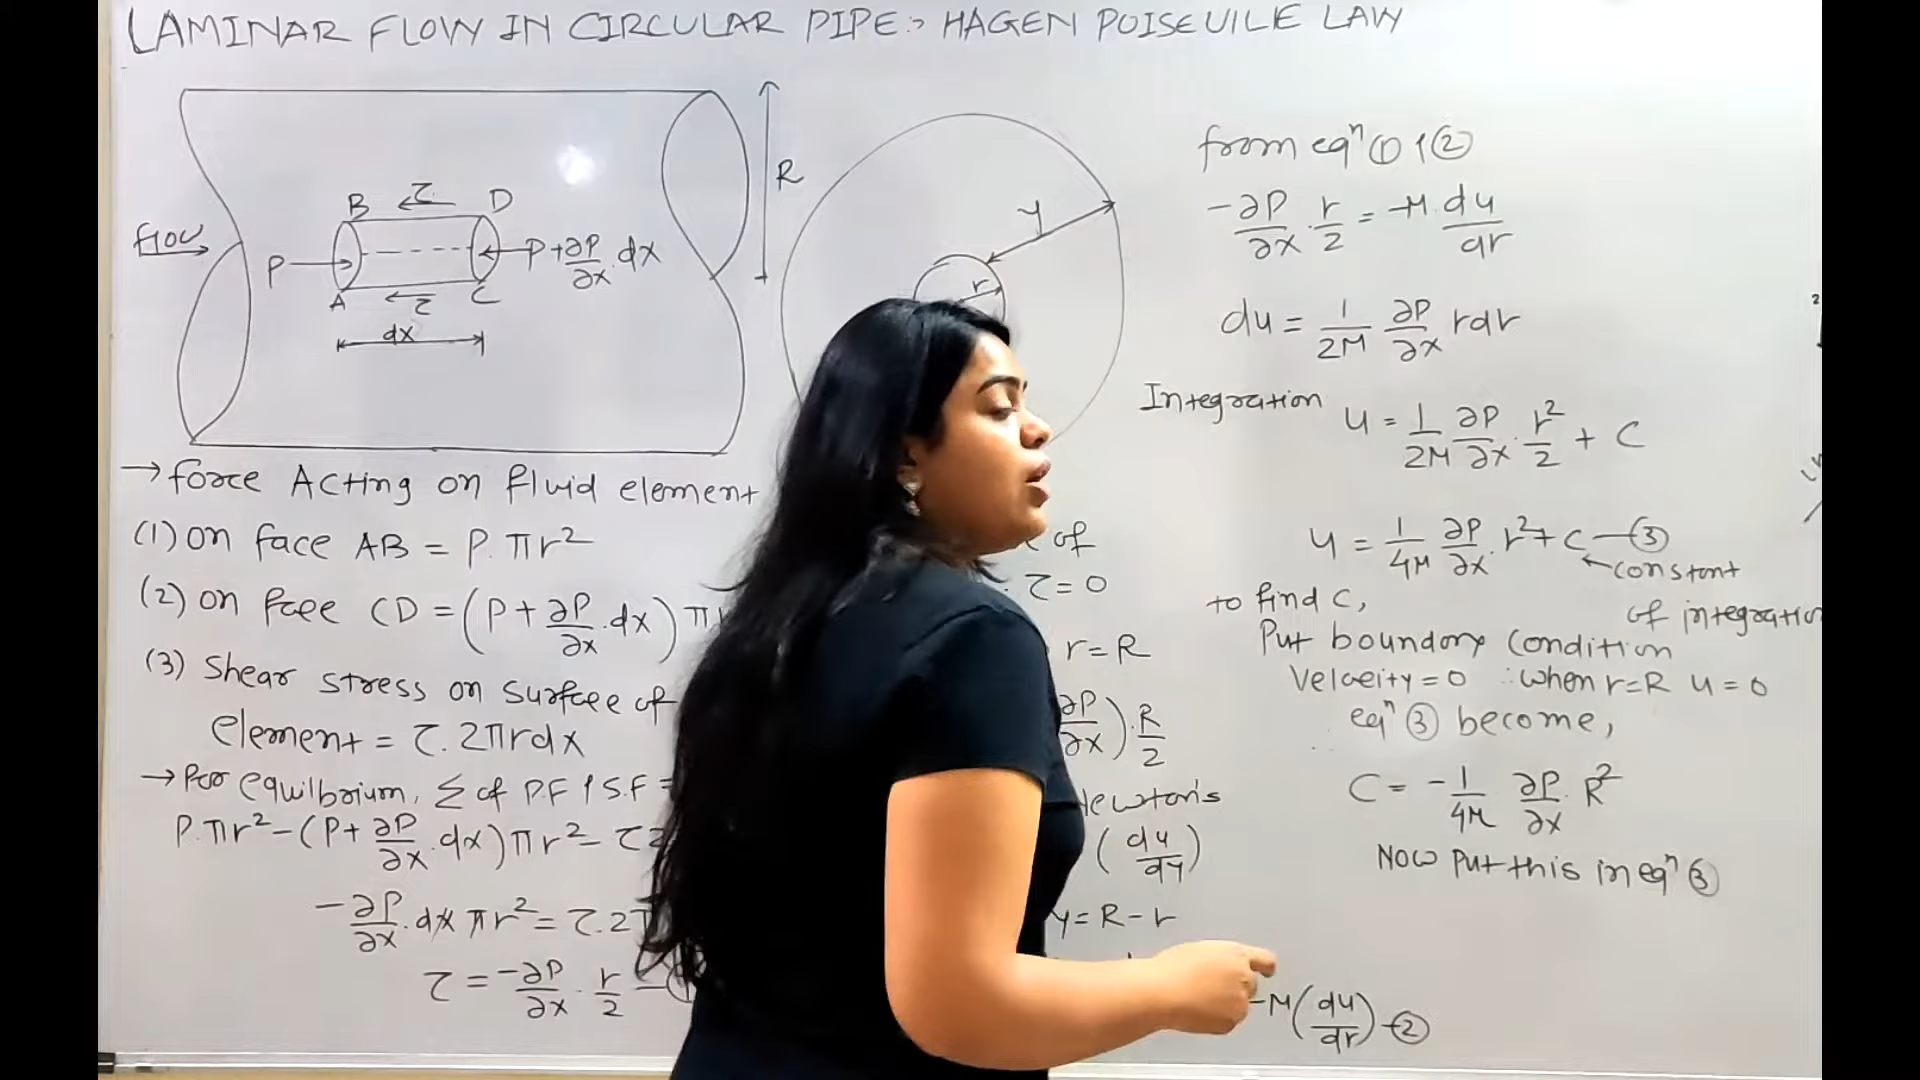 LAMINAR FLOW IN CIRCULAR PIPE:> HAGEN POISEUILE LAW
R
B τ D
Flow
P
P+∂P/∂x.dx
A τ C
dx
y
r
→ force Acting on fluid element
(1) on face AB = P.πr²
(2) on face CD = (P+∂P/∂x.dx)π
(3) Shear stress on surface of
element = τ.2πrdx
→ For equilbrium, Σ of P.F & S.F =
P.πr²-(P+∂P/∂x.dx)πr²-τ2
-∂P/∂x.dx πr² = τ.2π
τ = -∂P/∂x.r/2 - ①
of
τ=0
r=R
∂P/∂x).R/2
Newton's
(du/dy)
y=R-r
-μ(du/dr)-②
from eqⁿ ① & ②
-∂P/∂x.r/2 = -μ.du/dr
du = 1/2μ ∂P/∂x rdr
Integration u = 1/2μ ∂P/∂x.r²/2 + C
u = 1/4μ ∂P/∂x.r²+C-③
constant
of integration
to find C,
Put boundary condition
Velocity=0 ∴when r=R u=0
eqⁿ ③ become,
C = -1/4μ ∂P/∂x.R²
Now Put this in eqⁿ ③